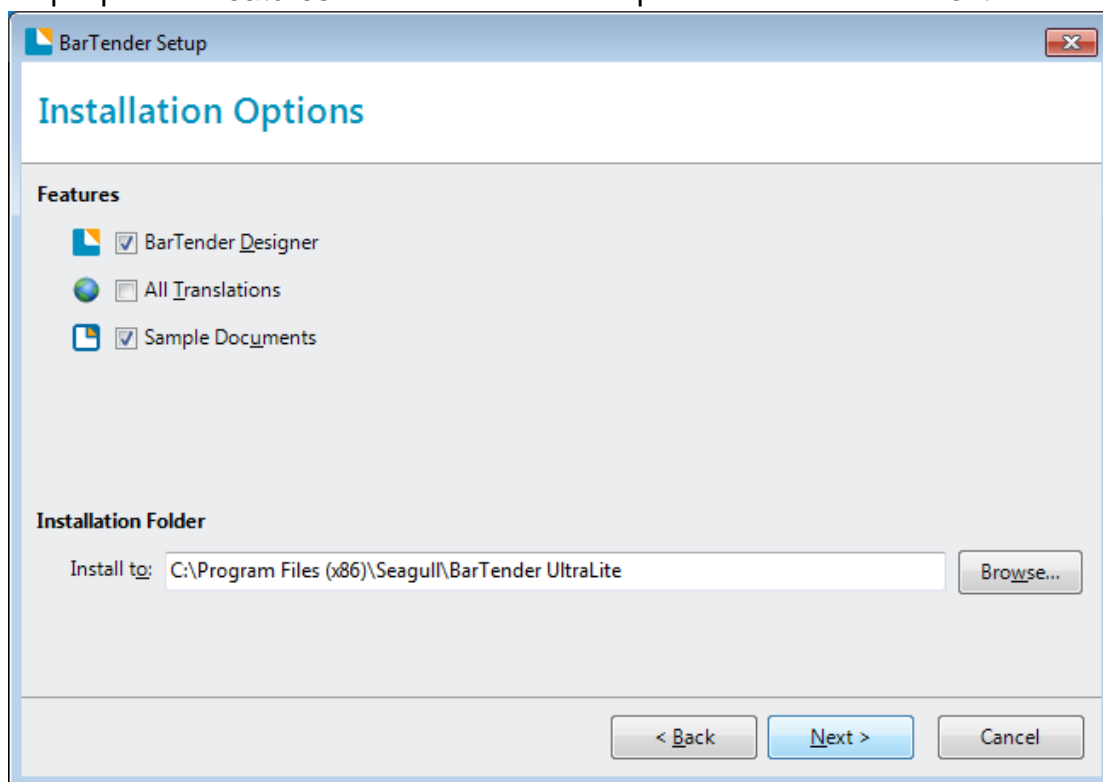 BarTender Setup
Installation Options
Features
BarTender Designer
All Translations
Sample Documents
Installation Folder
Install to: C:\Program Files (x86)\Seagull\BarTender UltraLite Browse...
< Back Next > Cancel